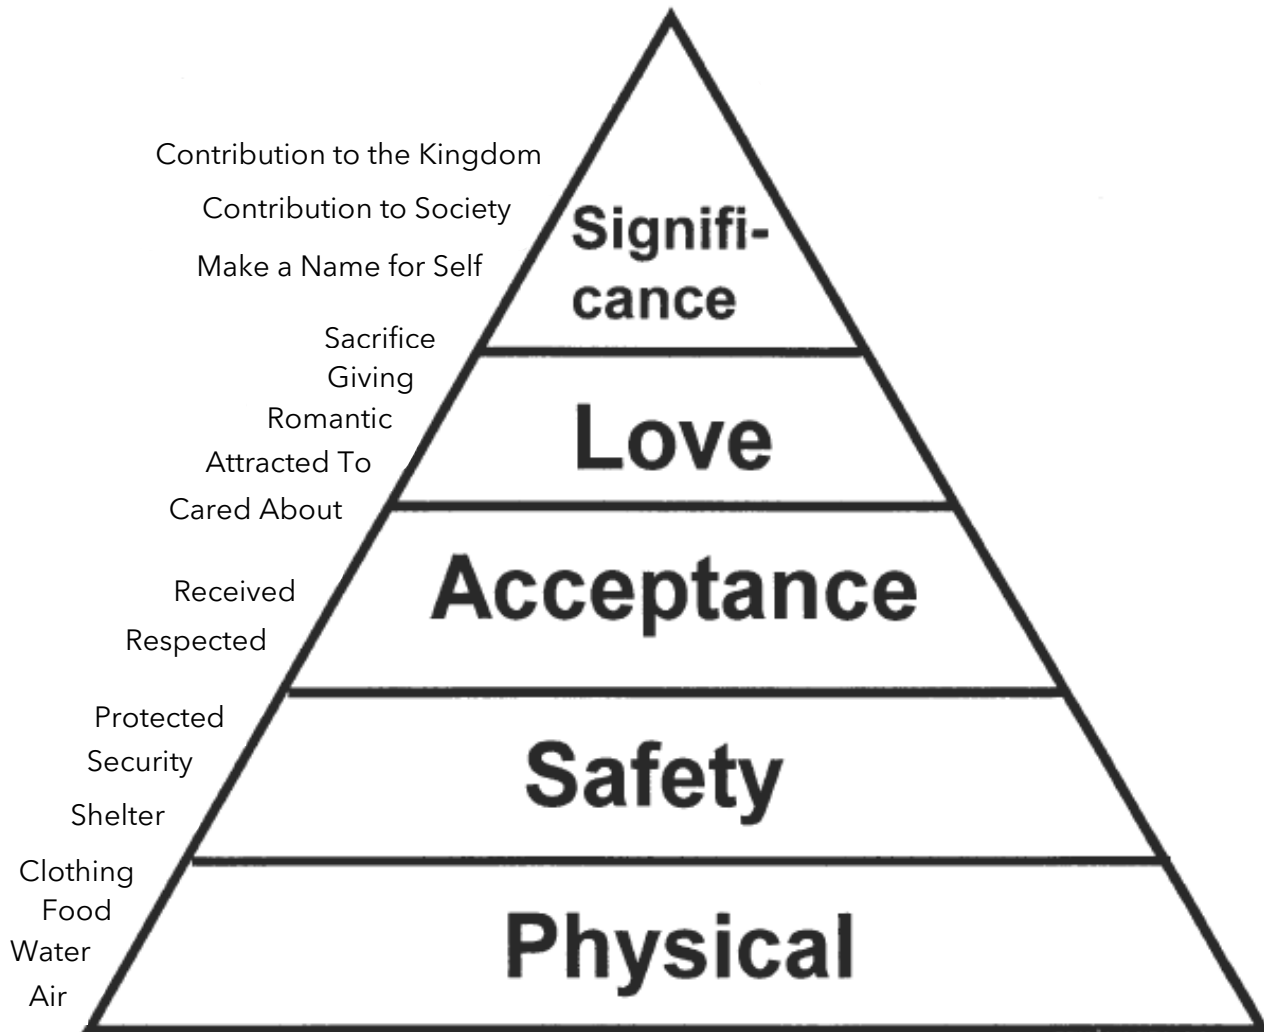 Contribution to the Kingdom
Contribution to Society
Signifi-
Make a Name for Self
cance
Sacrifice
Giving
Romantic
Love
Attracted To
Cared About
Received
Acceptance
Respected
Protected
Security
Safety
Shelter
Clothing
Food
Physical
Water
Air